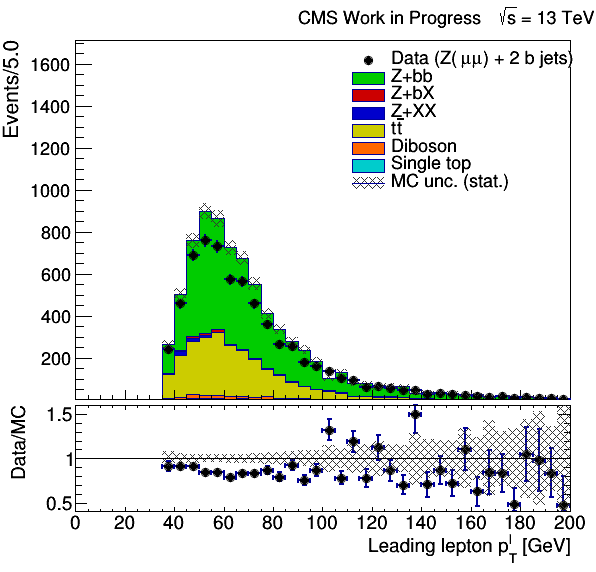 CMS Work in Progress √s = 13 TeV
Events/5.0
1600
1400
1200
1000
800
600
400
200
Data (Z(μμ) + 2 b jets)
Z+bb
Z+bX
Z+XX
tt̄
Diboson
Single top
MC unc. (stat.)
Data/MC
1.5
1
0.5
0 20 40 60 80 100 120 140 160 180 200
Leading lepton p_T^l [GeV]